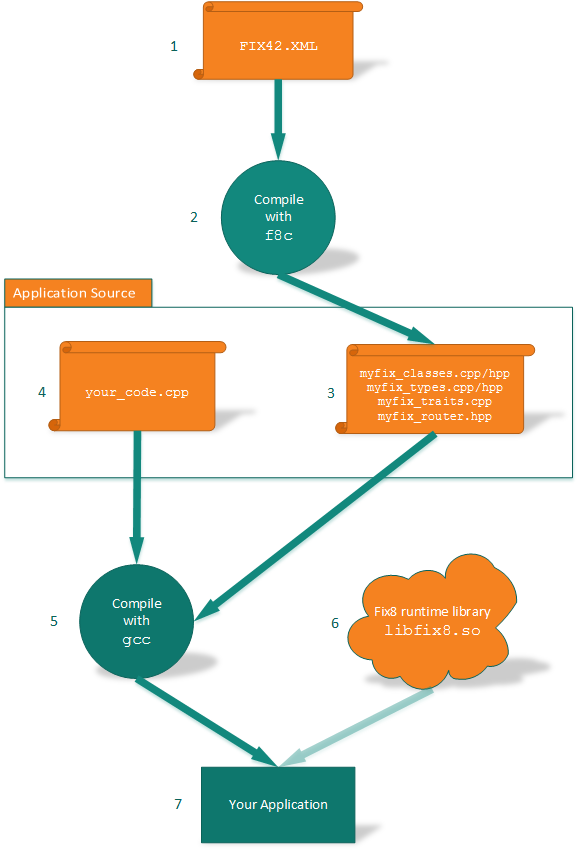 1
FIX42.XML
2
Compile
with
f8c
Application Source
4
your_code.cpp
3
myfix_classes.cpp/hpp
myfix_types.cpp/hpp
myfix_traits.cpp
myfix_router.hpp
5
Compile
with
gcc
6
Fix8 runtime library
libfix8.so
7
Your Application